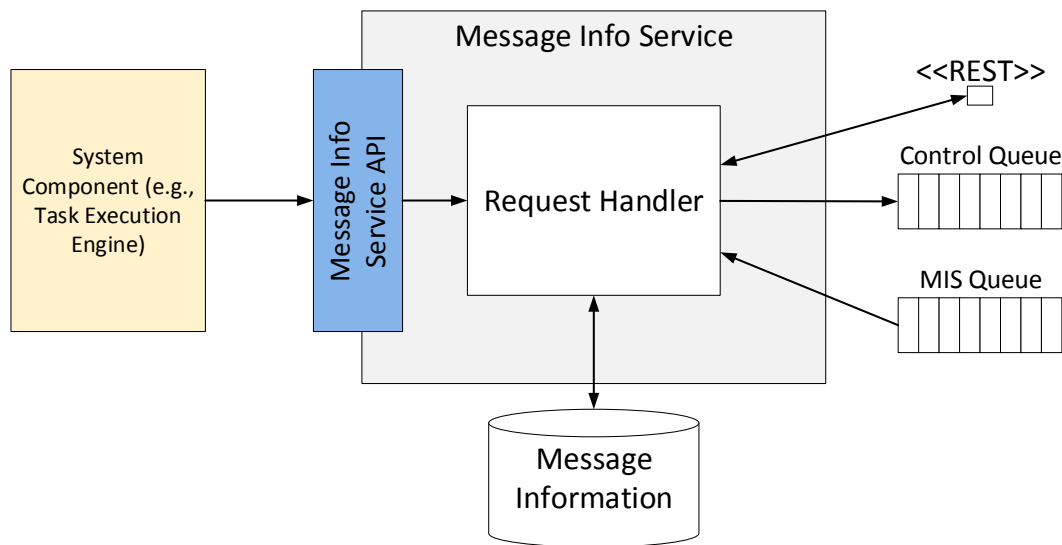 Message Info Service
<<REST>>
System
Component (e.g.,
Task Execution
Engine)
Message Info
Service API
Request Handler
Control Queue
MIS Queue
Message
Information